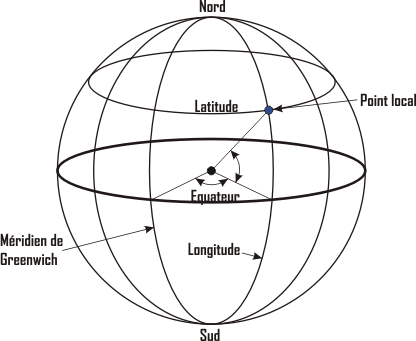 Nord
Point local
Latitude
Equateur
Méridien de
Greenwich
Longitude
Sud